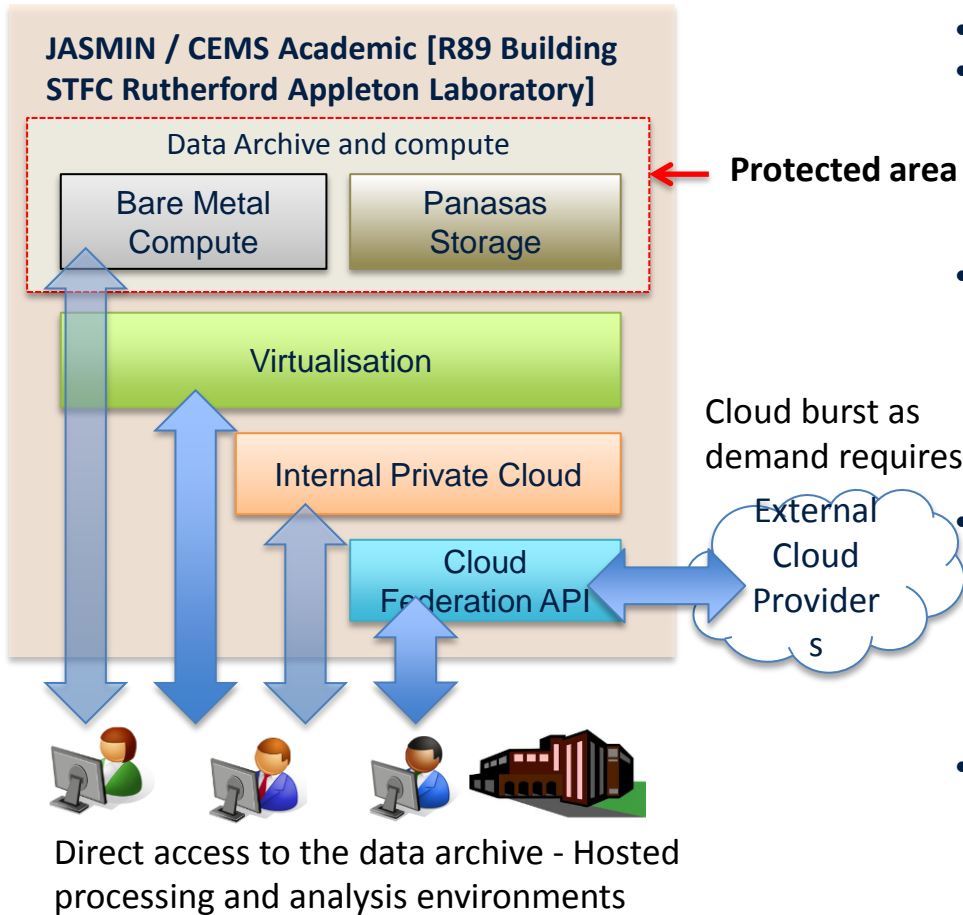 JASMIN / CEMS Academic [R89 Building
STFC Rutherford Appleton Laboratory]
Data Archive and compute
Bare Metal
Compute
Panasas
Storage
Protected area
Virtualisation
Cloud burst as
demand requires
Internal Private Cloud
External
Cloud
Provider
s
Cloud
Federation API
Direct access to the data archive - Hosted
processing and analysis environments